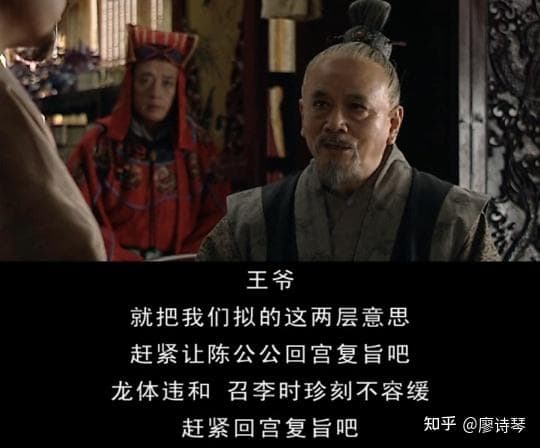 王爷
就把我们拟的这两层意思
赶紧让陈公公回宫复旨吧
龙体违和 召李时珍刻不容缓
赶紧回宫复旨吧
知乎 @廖诗琴